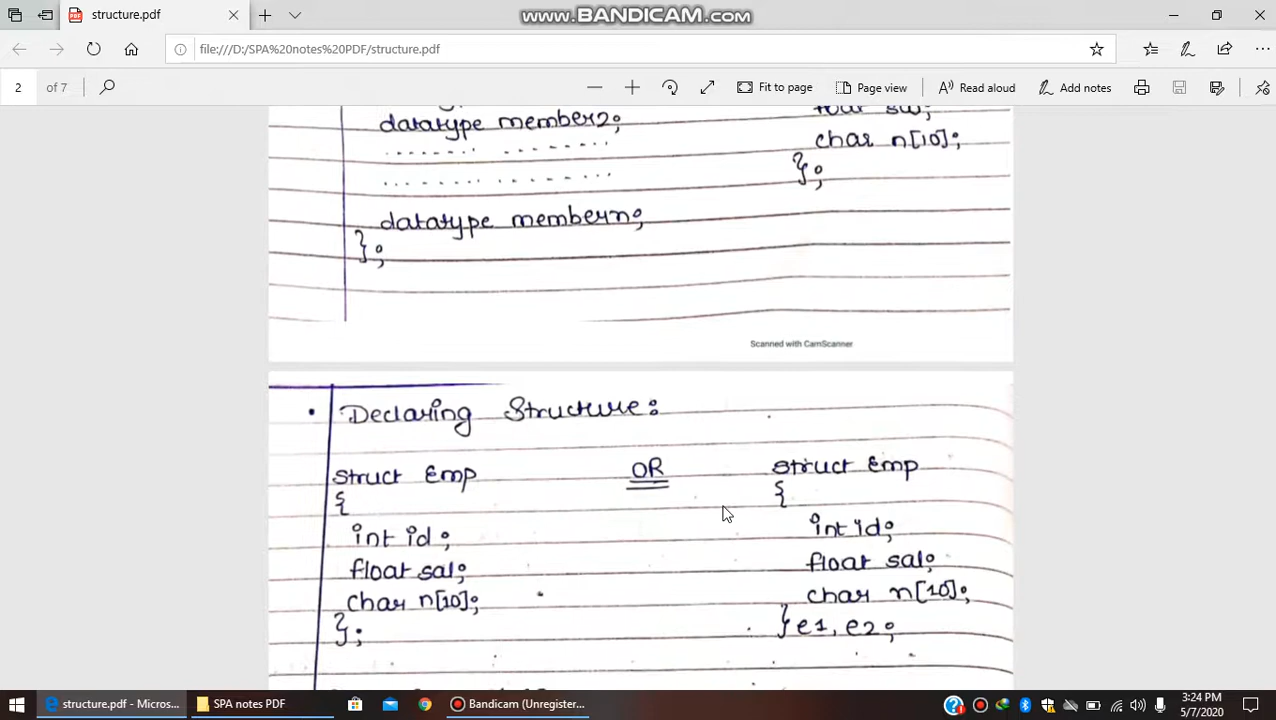 structure.pdf
www.BANDICAM.com
file:///D:/SPA%20notes%20PDF/structure.pdf
2 of 7
Fit to page
Page view
Read aloud
Add notes
datatype member2;
char n[10];
};
datatype membern;
};
Scanned with CamScanner
• Declaring Structure:
struct Emp OR struct Emp
{ {
int id; int id;
float sal; float sal;
char n[10]; char n[10];
}; }e1, e2;
structure.pdf - Micros...
SPA notes PDF
Bandicam (Unregister...
3:24 PM
5/7/2020